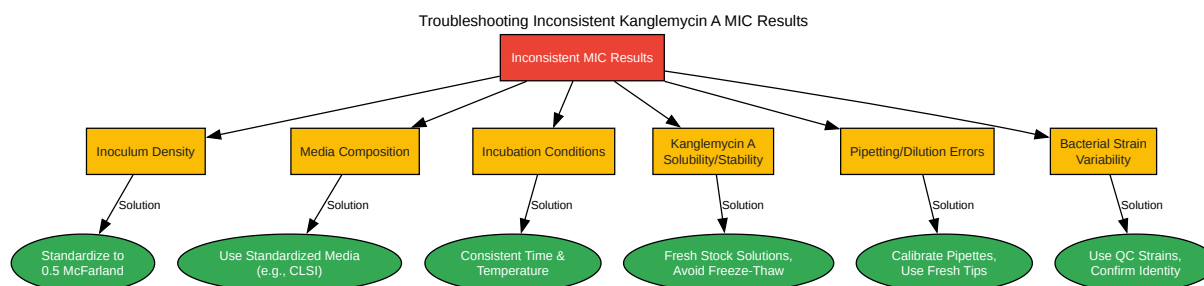 Troubleshooting Inconsistent Kanglemycin A MIC Results
Inconsistent MIC Results
Inoculum Density
Media Composition
Incubation Conditions
Kanglemycin A
Solubility/Stability
Pipetting/Dilution Errors
Bacterial Strain
Variability
Solution
Solution
Solution
Solution
Solution
Solution
Standardize to
0.5 McFarland
Use Standardized Media
(e.g., CLSI)
Consistent Time &
Temperature
Fresh Stock Solutions,
Avoid Freeze-Thaw
Calibrate Pipettes,
Use Fresh Tips
Use QC Strains,
Confirm Identity